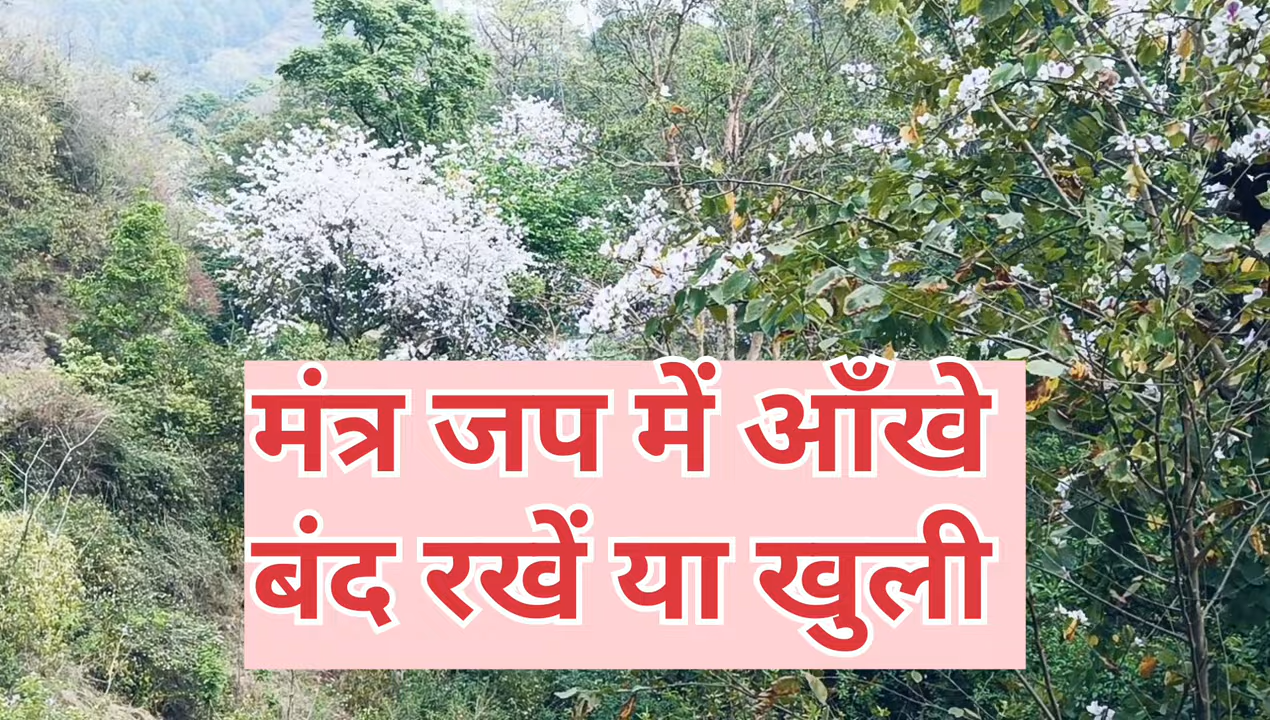 मंत्र जप में आँखे
बंद रखें या खुली